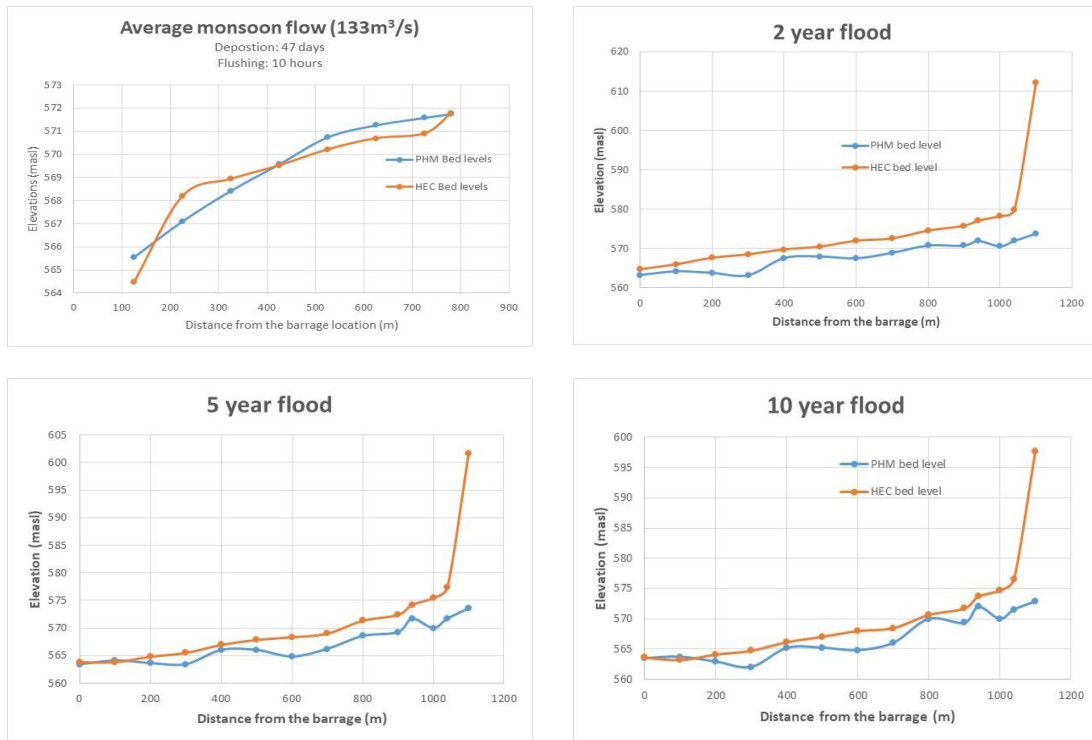 Average monsoon flow (133m³/s)
Depostion: 47 days
Flushing: 10 hours
573
572
571
570
569
568
567
566
565
564
Elevations (masl)
PHM Bed levels
HEC Bed levels
0 100 200 300 400 500 600 700 800 900
Distance from the barrage location (m)
2 year flood
620
610
600
590
580
570
560
Elevation (masl)
PHM bed level
HEC bed level
0 200 400 600 800 1000 1200
Distance from the barrage (m)
5 year flood
605
600
595
590
585
580
575
570
565
560
Elevation (masl)
0 200 400 600 800 1000 1200
Distance from the barrage (m)
10 year flood
600
595
590
585
580
575
570
565
560
Elevation (masl)
PHM bed level
HEC bed level
0 200 400 600 800 1000 1200
Distance from the barrage (m)